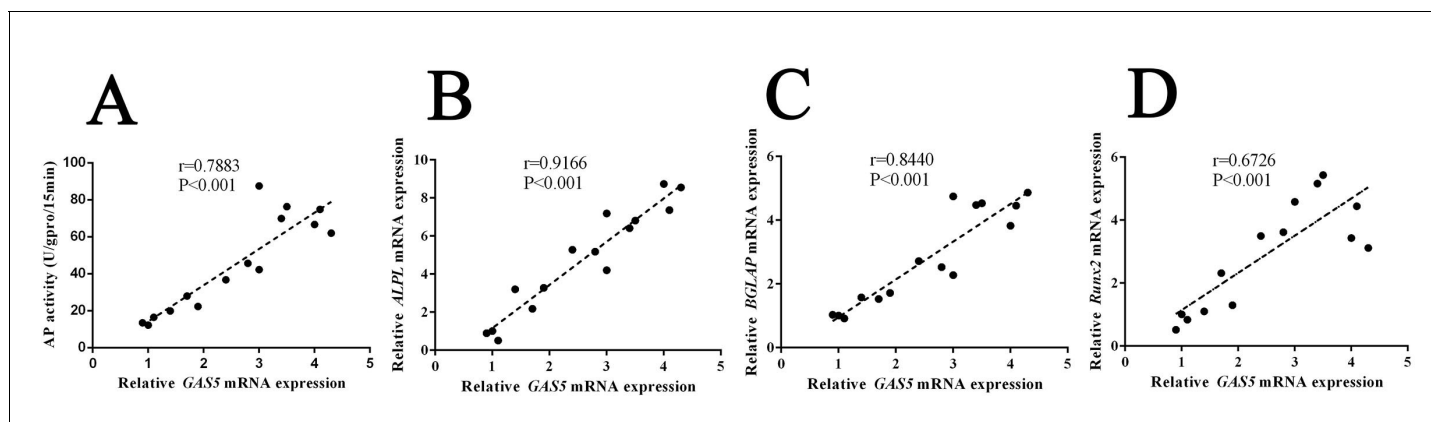 A
r=0.7883
P<0.001
AP activity (U/gpro/15min)
100
80
60
40
20
0
0 1 2 3 4 5
Relative GAS5 mRNA expression
B
r=0.9166
P<0.001
Relative ALPL mRNA expression
10
8
6
4
2
0
0 1 2 3 4 5
Relative GAS5 mRNA expression
C
r=0.8440
P<0.001
Relative BGLAP mRNA expression
6
4
2
0
0 1 2 3 4 5
Relative GAS5 mRNA expression
D
r=0.6726
P<0.001
Relative Runx2 mRNA expression
6
4
2
0
0 1 2 3 4 5
Relative GAS5 mRNA expression